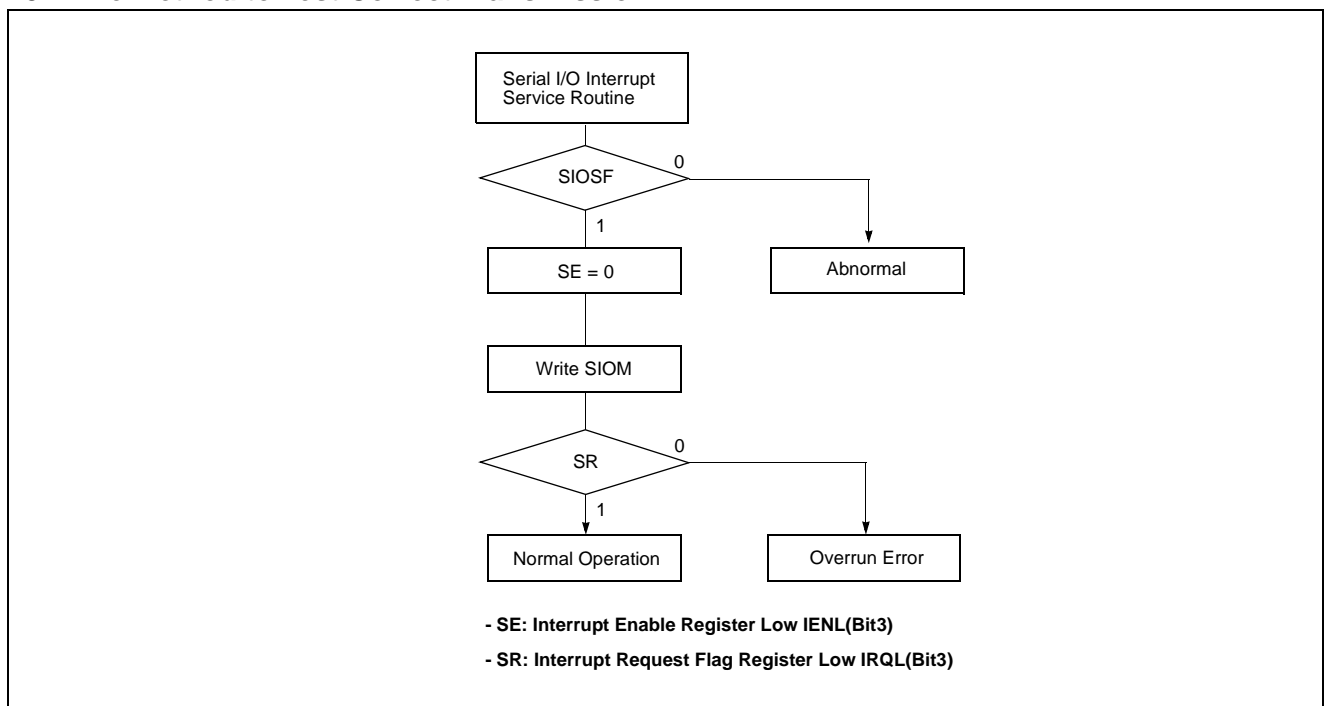 Serial I/O Interrupt
Service Routine
SIOSF
0
1
SE = 0
Abnormal
Write SIOM
SR
0
1
Normal Operation
Overrun Error
- SE: Interrupt Enable Register Low IENL(Bit3)
- SR: Interrupt Request Flag Register Low IRQL(Bit3)